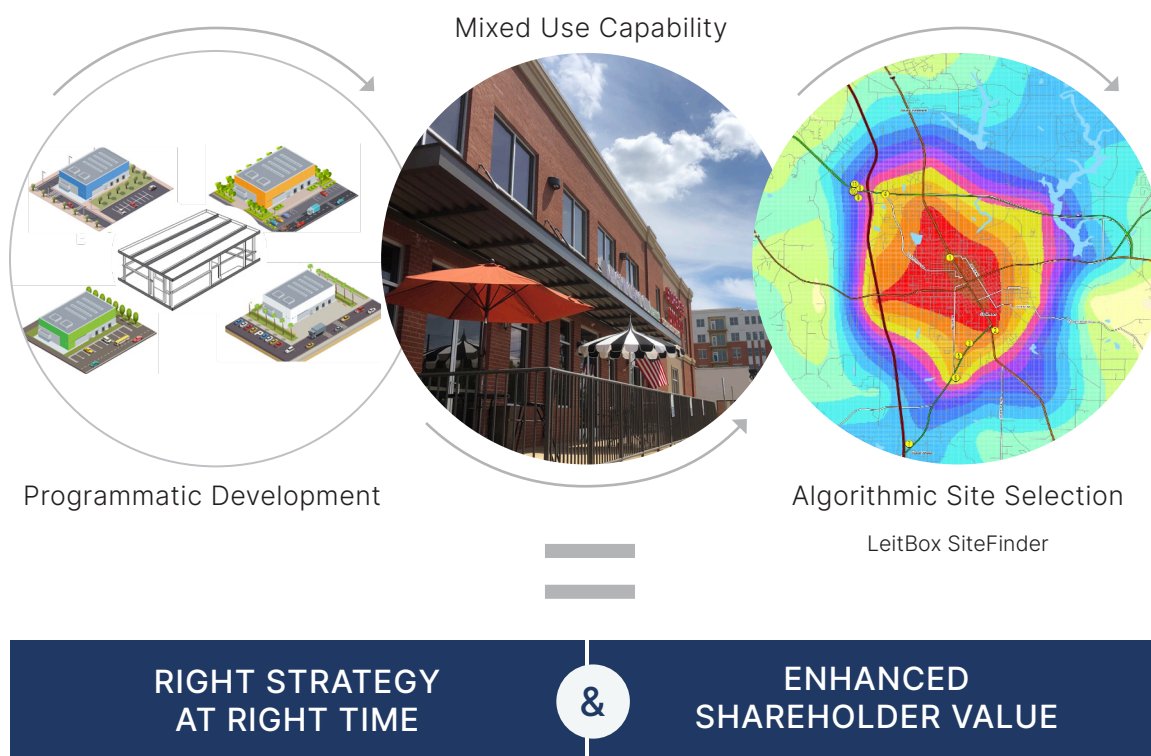 Mixed Use Capability
Programmatic Development
Algorithmic Site Selection
LeitBox SiteFinder
RIGHT STRATEGY
AT RIGHT TIME
&
ENHANCED
SHAREHOLDER VALUE